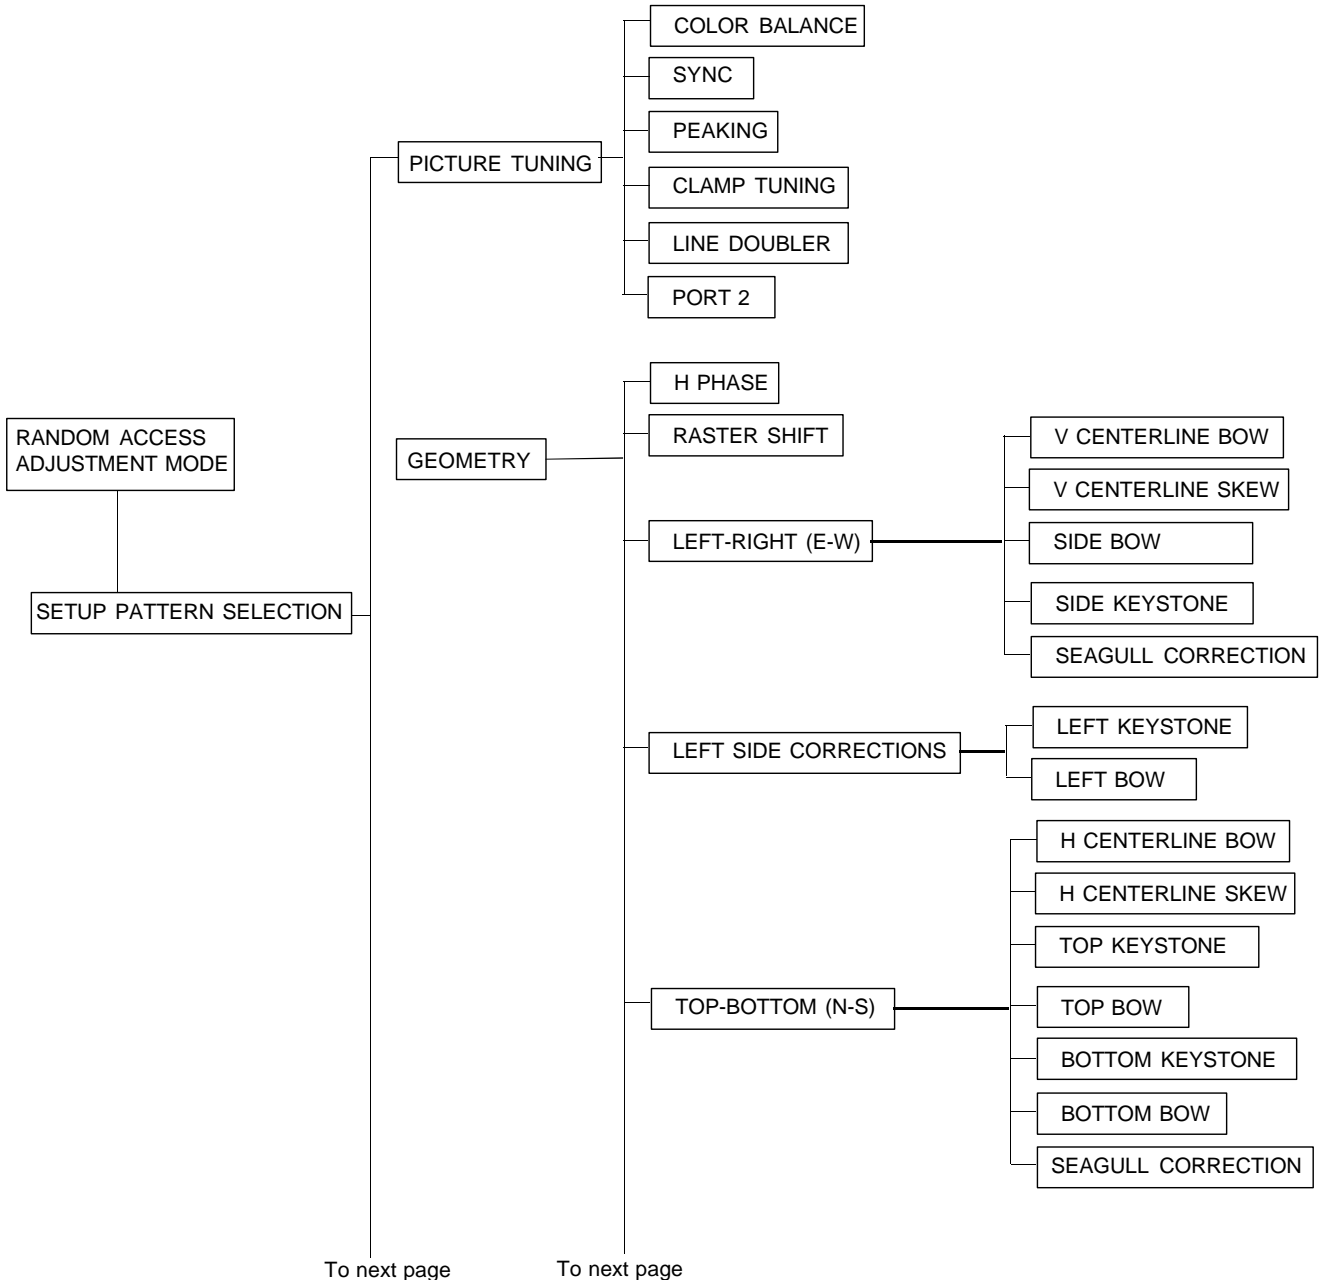 COLOR BALANCE
SYNC
PEAKING
PICTURE TUNING
CLAMP TUNING
LINE DOUBLER
PORT 2
H PHASE
RASTER SHIFT
RANDOM ACCESS
ADJUSTMENT MODE
GEOMETRY
V CENTERLINE BOW
V CENTERLINE SKEW
LEFT-RIGHT (E-W)
SIDE BOW
SETUP PATTERN SELECTION
SIDE KEYSTONE
SEAGULL CORRECTION
LEFT SIDE CORRECTIONS
LEFT KEYSTONE
LEFT BOW
H CENTERLINE BOW
H CENTERLINE SKEW
TOP KEYSTONE
TOP-BOTTOM (N-S)
TOP BOW
BOTTOM KEYSTONE
BOTTOM BOW
SEAGULL CORRECTION
To next page
To next page